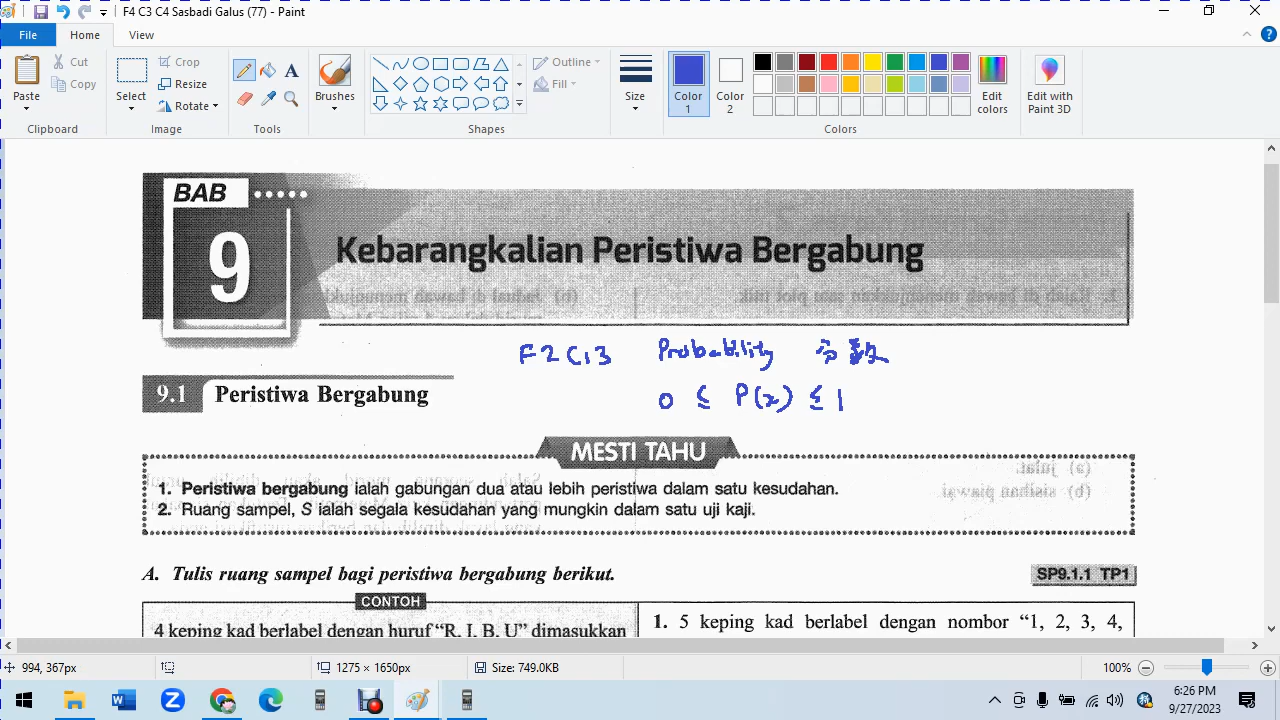 F4 C3 C4 Sasbadi Galus (77) - Paint
File Home View
Paste Cut Copy Clipboard
Select Crop Resize Rotate Image
Tools
Brushes
Shapes
Outline Fill
Size
Color 1 Color 2 Edit colors Colors
Edit with Paint 3D
BAB 9
Kebarangkalian Peristiwa Bergabung
F2 C13 Probability 分数
9.1 Peristiwa Bergabung
0 ≤ P(x) ≤ 1
MESTI TAHU
1. Peristiwa bergabung ialah gabungan dua atau lebih peristiwa dalam satu kesudahan.
2. Ruang sampel, S ialah segala kesudahan yang mungkin dalam satu uji kaji.
A. Tulis ruang sampel bagi peristiwa bergabung berikut.
SP9.1.1 TP1
CONTOH
4 keping kad berlabel dengan huruf “R, I, B, U” dimasukkan
1. 5 keping kad berlabel dengan nombor “1, 2, 3, 4,
994, 367px 1275 × 1650px Size: 749.0KB 100%
6:26 PM
9/27/2023